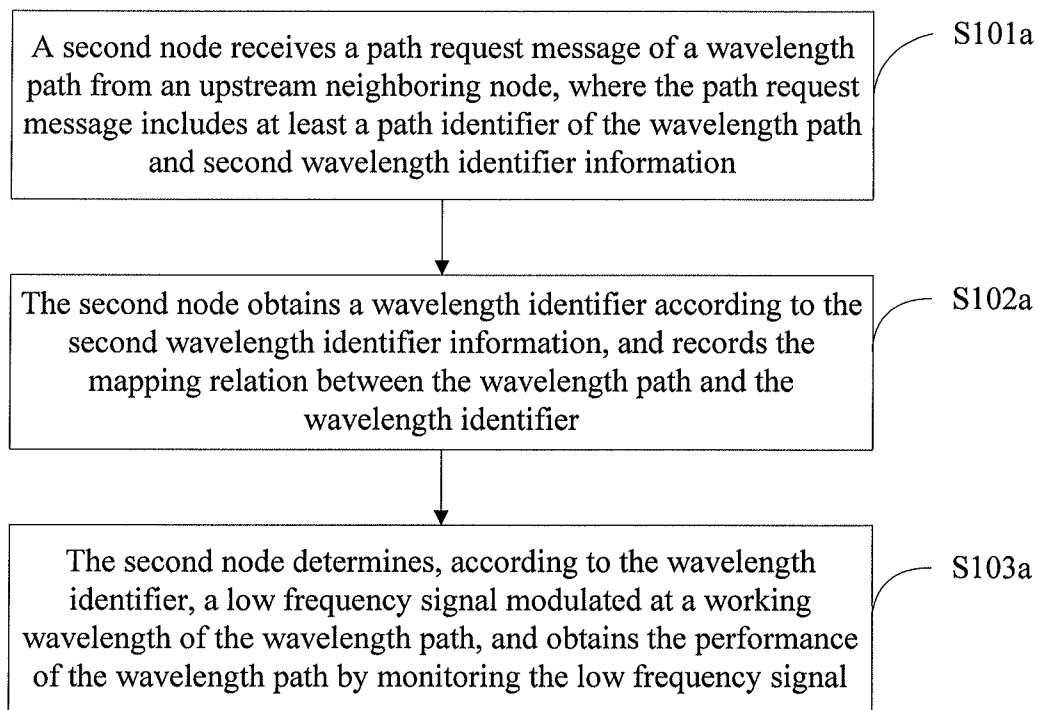 A second node receives a path request message of a wavelength
path from an upstream neighboring node, where the path request
message includes at least a path identifier of the wavelength path
and second wavelength identifier information
S101a
The second node obtains a wavelength identifier according to the
second wavelength identifier information, and records the
mapping relation between the wavelength path and the
wavelength identifier
S102a
The second node determines, according to the wavelength
identifier, a low frequency signal modulated at a working
wavelength of the wavelength path, and obtains the performance
of the wavelength path by monitoring the low frequency signal
S103a